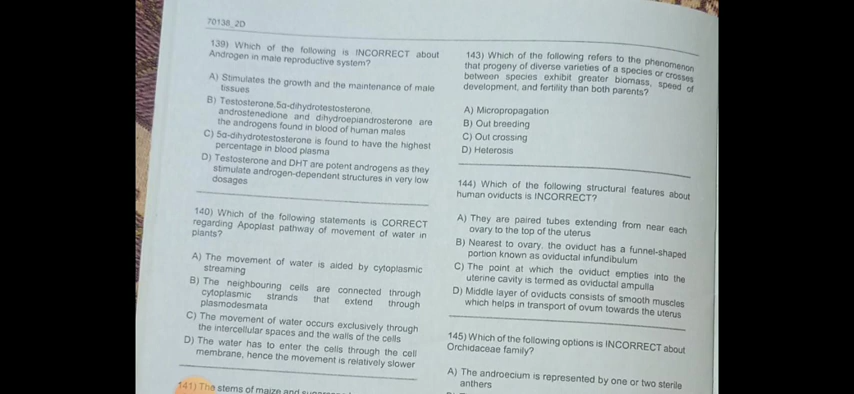 70138_2D
139) Which of the following is INCORRECT about
Androgen in male reproductive system?
A) Stimulates the growth and the maintenance of male
tissues
B) Testosterone,5α-dihydrotestosterone,
androstenedione and dihydroepiandrosterone are
the androgens found in blood of human males
C) 5α-dihydrotestosterone is found to have the highest
percentage in blood plasma
D) Testosterone and DHT are potent androgens as they
stimulate androgen-dependent structures in very low
dosages
140) Which of the following statements is CORRECT
regarding Apoplast pathway of movement of water in
plants?
A) The movement of water is aided by cytoplasmic
streaming
B) The neighbouring cells are connected through
cytoplasmic strands that extend through
plasmodesmata
C) The movement of water occurs exclusively through
the intercellular spaces and the walls of the cells
D) The water has to enter the cells through the cell
membrane, hence the movement is relatively slower
141) The stems of maize and
143) Which of the following refers to the phenomenon
that progeny of diverse varieties of a species or crosses
between species exhibit greater biomass, speed of
development, and fertility than both parents?
A) Micropropagation
B) Out breeding
C) Out crossing
D) Heterosis
144) Which of the following structural features about
human oviducts is INCORRECT?
A) They are paired tubes extending from near each
ovary to the top of the uterus
B) Nearest to ovary, the oviduct has a funnel-shaped
portion known as oviductal infundibulum
C) The point at which the oviduct empties into the
uterine cavity is termed as oviductal ampulla
D) Middle layer of oviducts consists of smooth muscles
which helps in transport of ovum towards the uterus
145) Which of the following options is INCORRECT about
Orchidaceae family?
A) The androecium is represented by one or two sterile
anthers